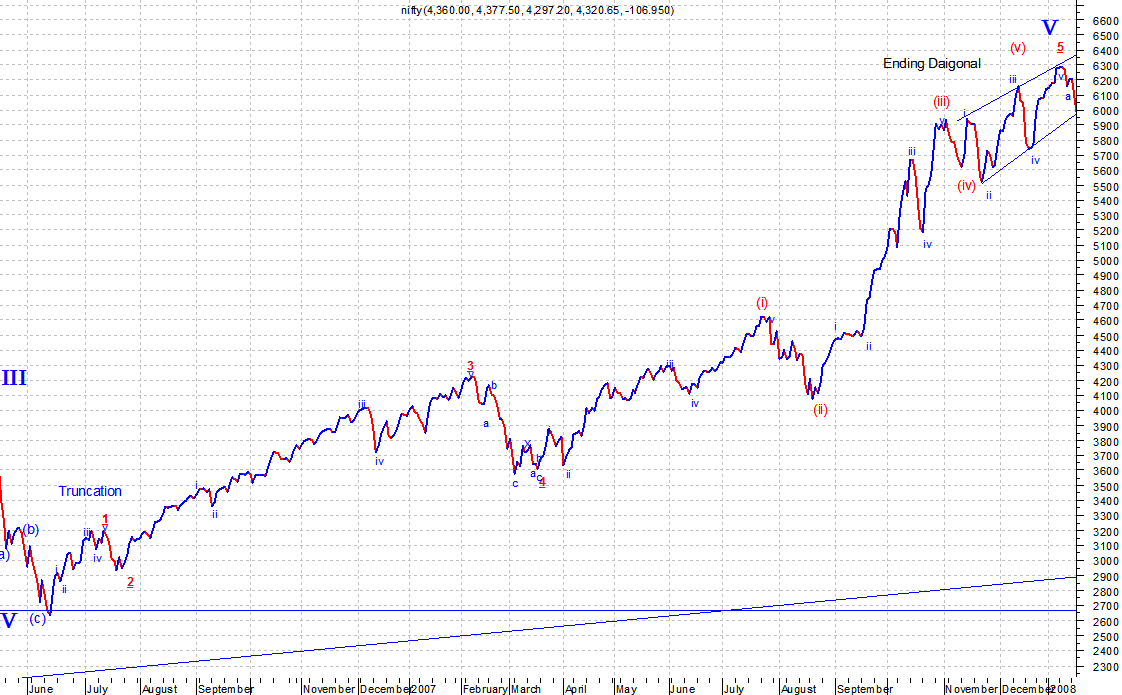 nifty(4,360.00, 4,377.50, 4,297.20, 4,320.65, -106.950)
V
(v)
5
Ending Daigonal
iii
v
a
(iii)
v
i
iv
(iv)
ii
iii
iv
(i)
v
i
ii
(ii)
iii
iv
III
3
v
b
a
iii
iv
x
b
a
c
4
c
ii
Truncation
i
ii
(b)
a)
iii
1
v
iv
i
ii
2
V
(c)
6600
6500
6400
6300
6200
6100
6000
5900
5800
5700
5600
5500
5400
5300
5200
5100
5000
4900
4800
4700
4600
4500
4400
4300
4200
4100
4000
3900
3800
3700
3600
3500
3400
3300
3200
3100
3000
2900
2800
2700
2600
2500
2400
2300
June July August September November December 2007 February March April May June July August September November December 2008